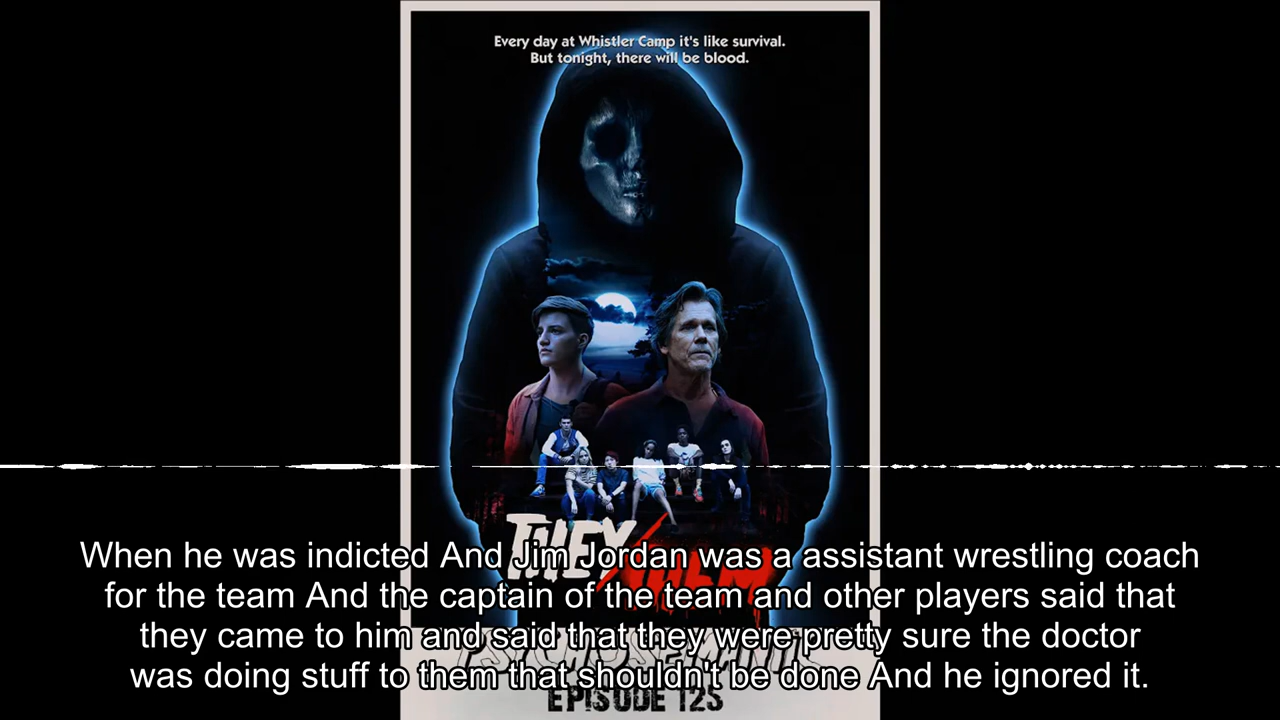 Every day at Whistler Camp it's like survival.
But tonight, there will be blood.
THEY/THEM
When he was indicted And Jim Jordan was a assistant wrestling coach
for the team And the captain of the team and other players said that
they came to him and said that they were pretty sure the doctor
was doing stuff to them that shouldn't be done And he ignored it.
EPISODE 125